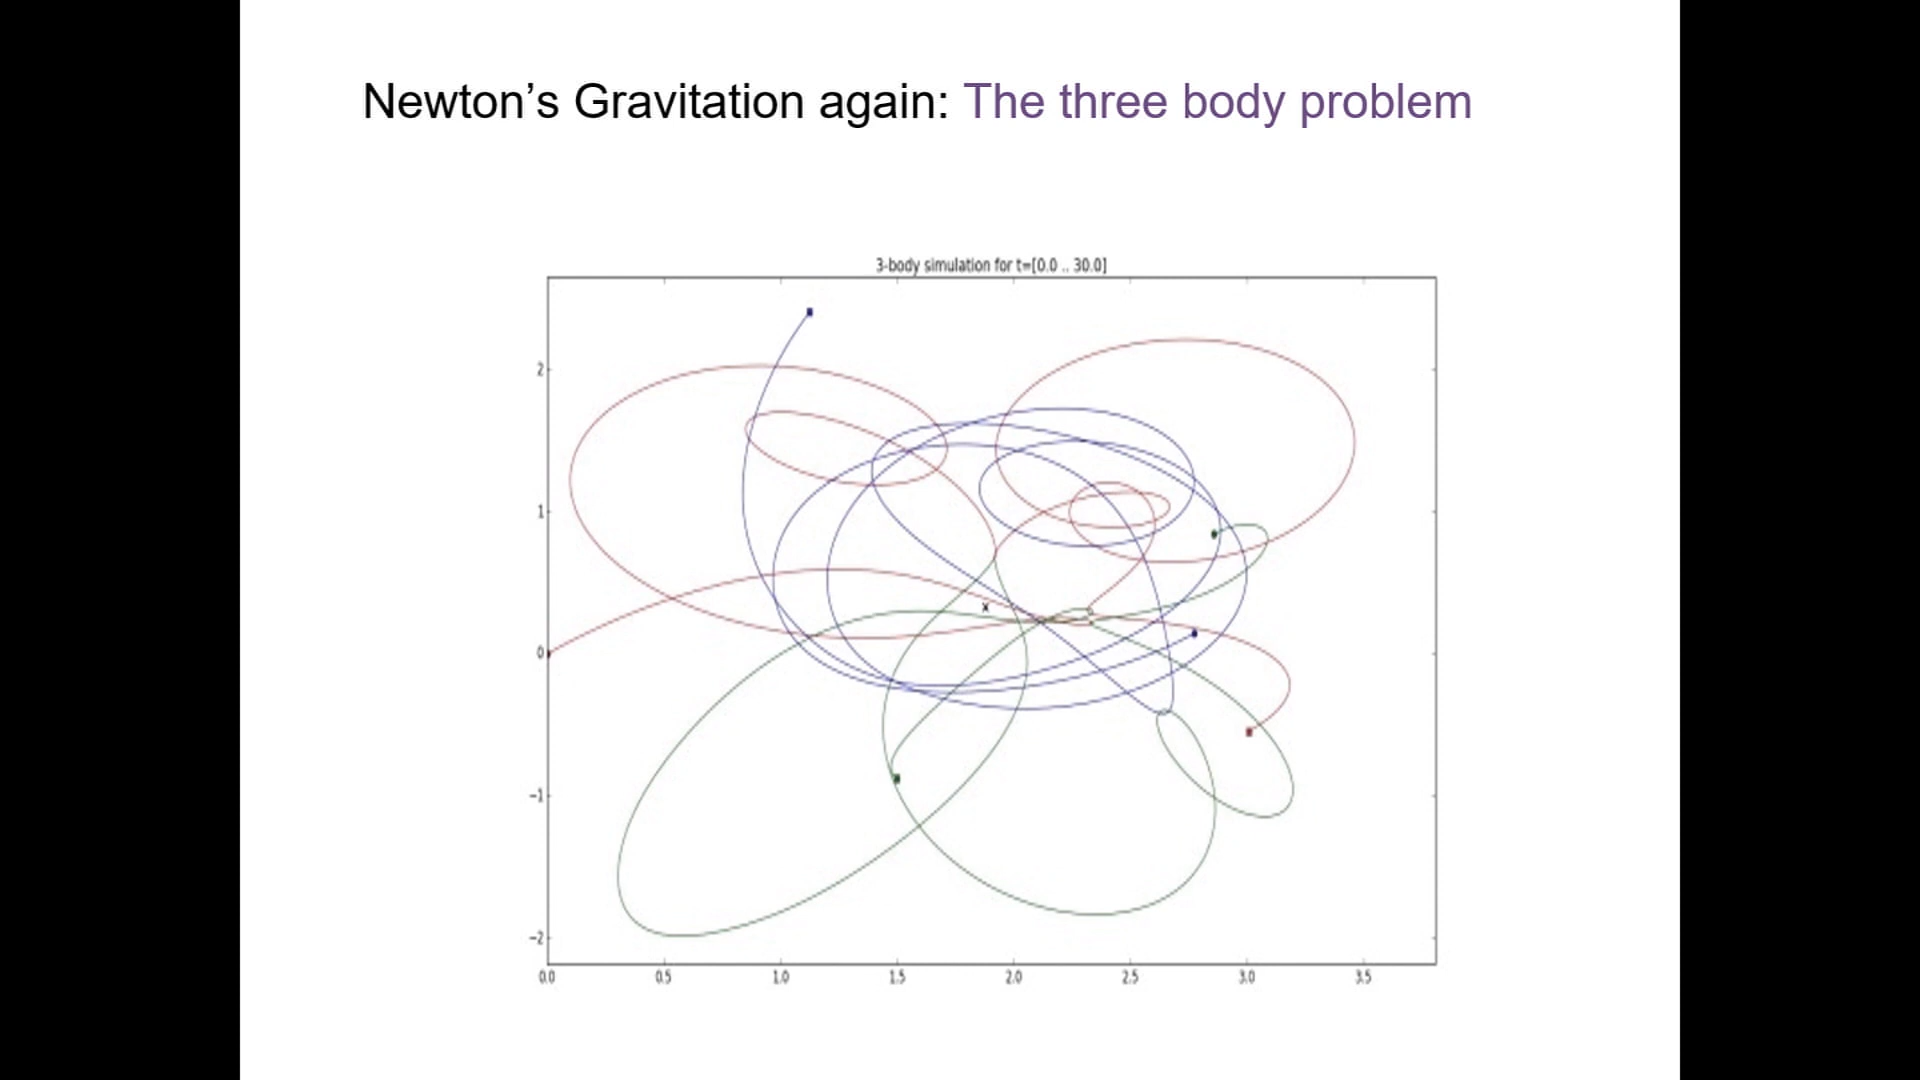 Newton’s Gravitation again: The three body problem
3-body simulation for t=[0.0 .. 30.0]
2
1
0
−1
−2
0.0 0.5 1.0 1.5 2.0 2.5 3.0 3.5